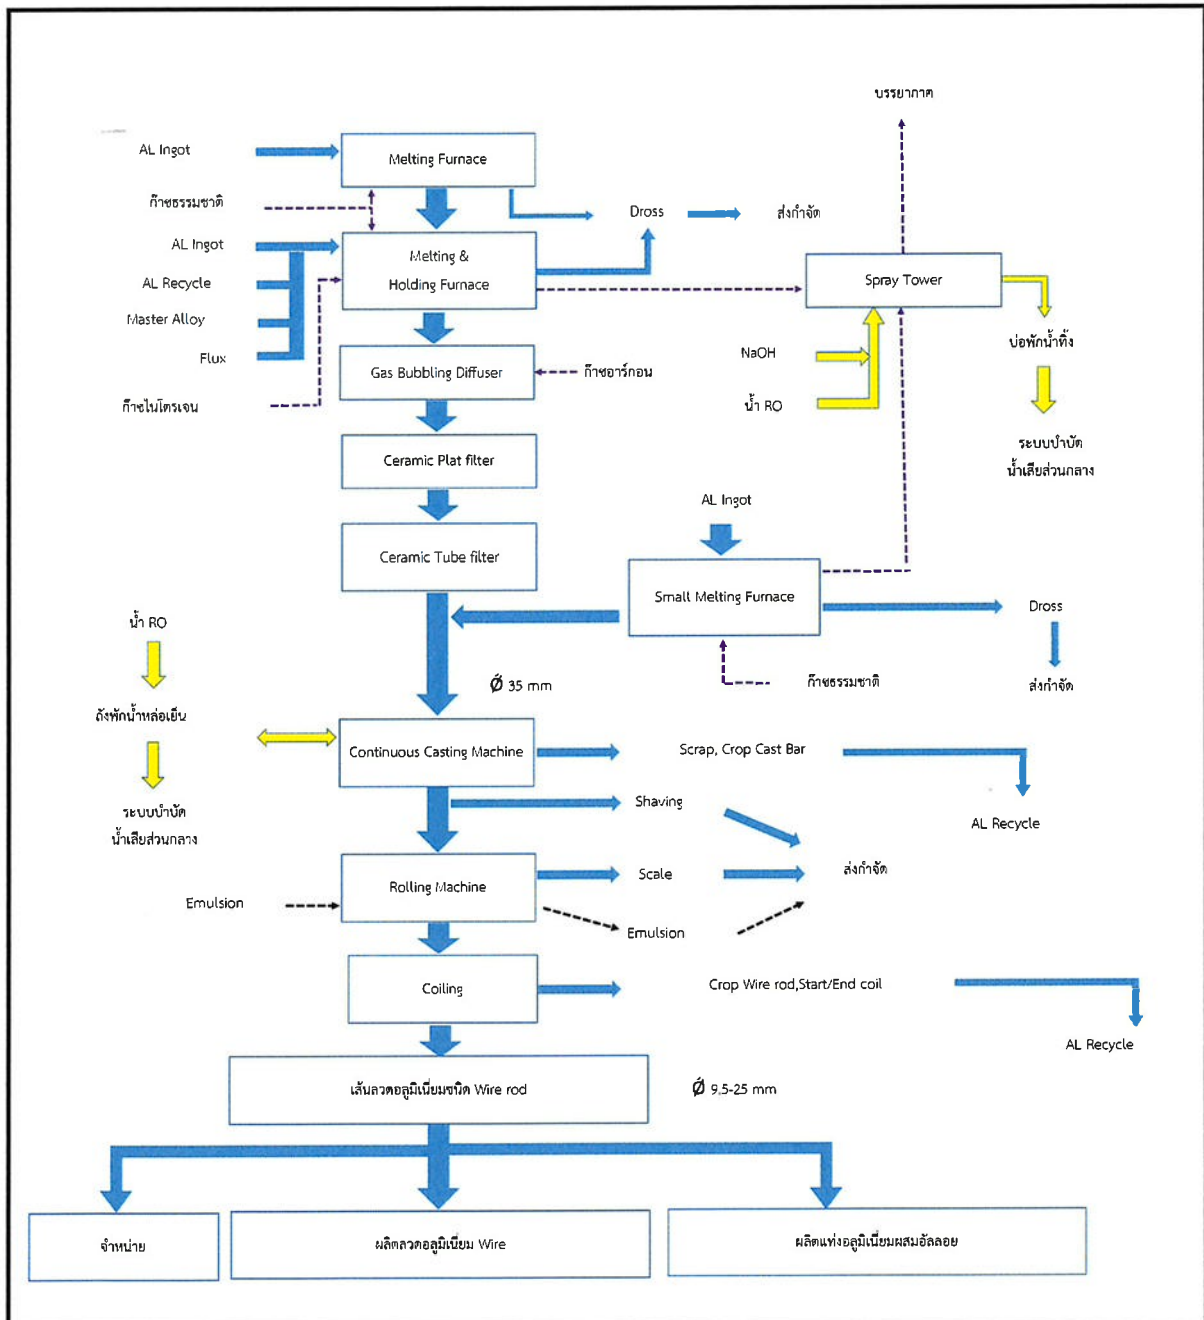 บรรยากาศ
AL Ingot
Melting Furnace
ก๊าซธรรมชาติ
Dross
ส่งกำจัด
AL Ingot
Melting &
Holding Furnace
AL Recycle
Master Alloy
Flux
ก๊าซไนโตรเจน
Spray Tower
NaOH
น้ำ RO
บ่อพักน้ำทิ้ง
ระบบบำบัด
น้ำเสียส่วนกลาง
Gas Bubbling Diffuser
ก๊าซอาร์กอน
Ceramic Plat filter
Ceramic Tube filter
AL Ingot
Small Melting Furnace
Dross
ส่งกำจัด
ก๊าซธรรมชาติ
น้ำ RO
ถังพักน้ำหล่อเย็น
ระบบบำบัด
น้ำเสียส่วนกลาง
Ø 35 mm
Continuous Casting Machine
Scrap, Crop Cast Bar
AL Recycle
Shaving
Rolling Machine
Scale
ส่งกำจัด
Emulsion
Emulsion
Coiling
Crop Wire rod,Start/End coil
AL Recycle
เส้นลวดอลูมิเนี่ยมชนิด Wire rod
Ø 9.5-25 mm
จำหน่าย
ผลิตลวดอลูมิเนี่ยม Wire
ผลิตแท่งอลูมิเนี่ยมผสมอัลลอย